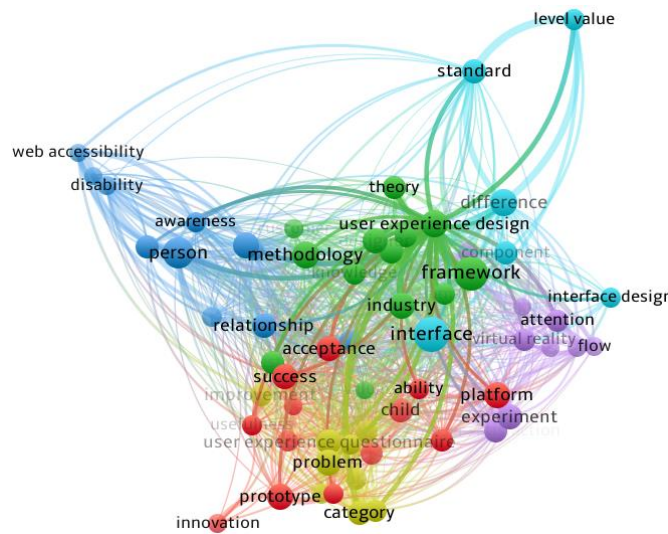 level value
standard
web accessibility
disability
theory
difference
awareness
user experience design
person
methodology
component
knowledge
framework
industry
interface design
relationship
interface
attention
virtual reality
flow
acceptance
success
ability
platform
improvement
child
experiment
user experience questionnaire
problem
prototype
category
innovation